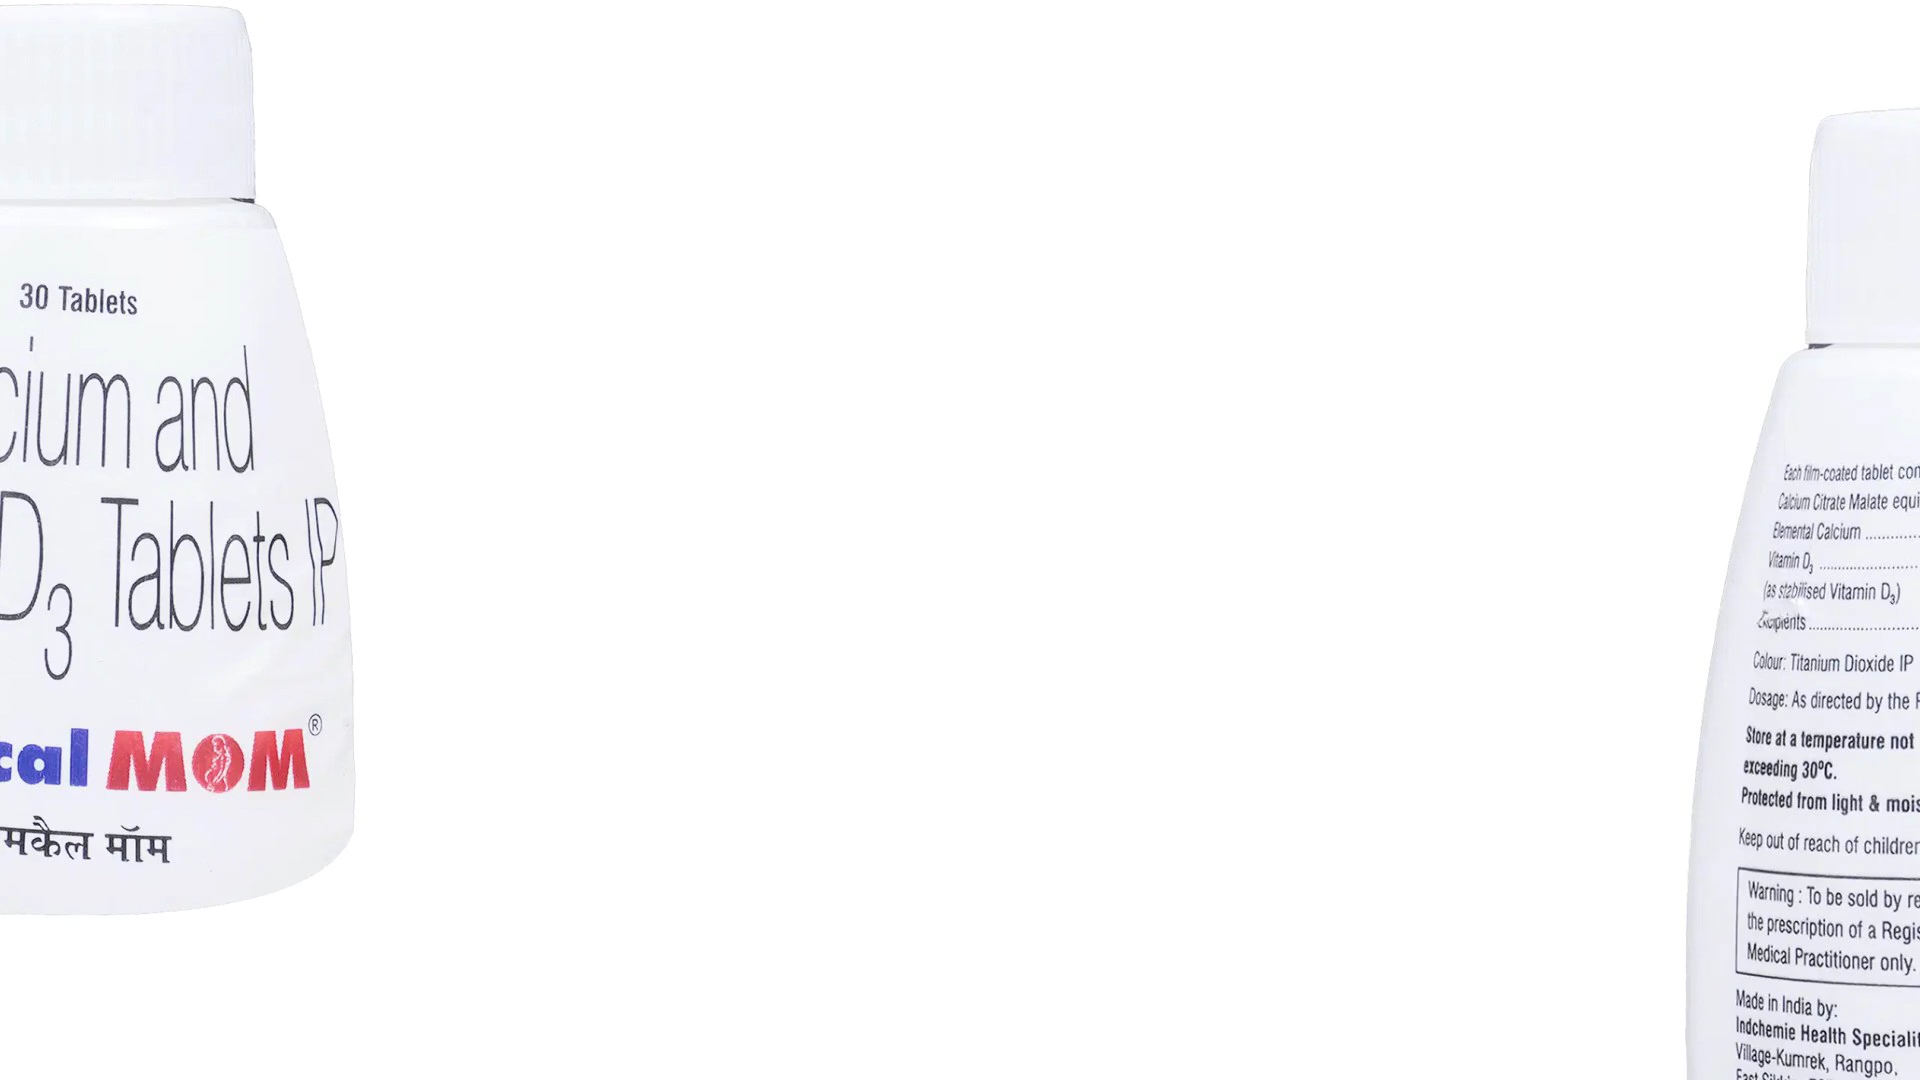 30 Tablets
cium and
D3 Tablets IP
cal MOM®
मकैल मॉम
Each film-coated tablet con
Calcium Citrate Malate equi
Elemental Calcium ..............
Vitamin D3 ........................
(as stabilised Vitamin D3)
Excipients ..........................
Colour: Titanium Dioxide IP
Dosage: As directed by the
Store at a temperature not
exceeding 30ºC.
Protected from light & mois
Keep out of reach of children
Warning : To be sold by re
the prescription of a Regis
Medical Practitioner only.
Made in India by:
Indchemie Health Specialit
Village-Kumrek, Rangpo,